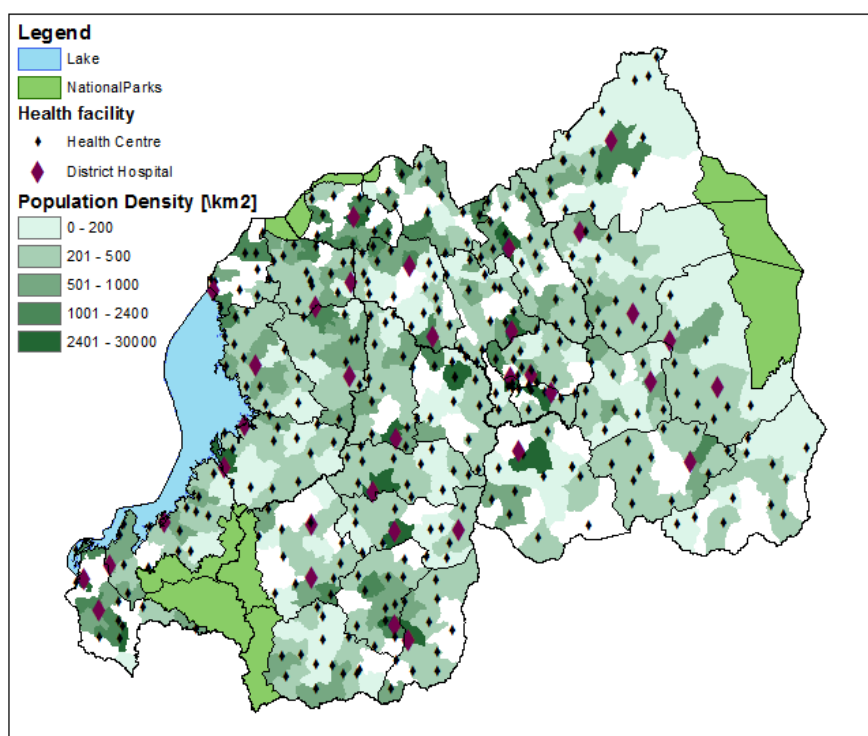 Legend
Lake
NationalParks
Health facility
Health Centre
District Hospital
Population Density [\km2]
0 - 200
201 - 500
501 - 1000
1001 - 2400
2401 - 30000